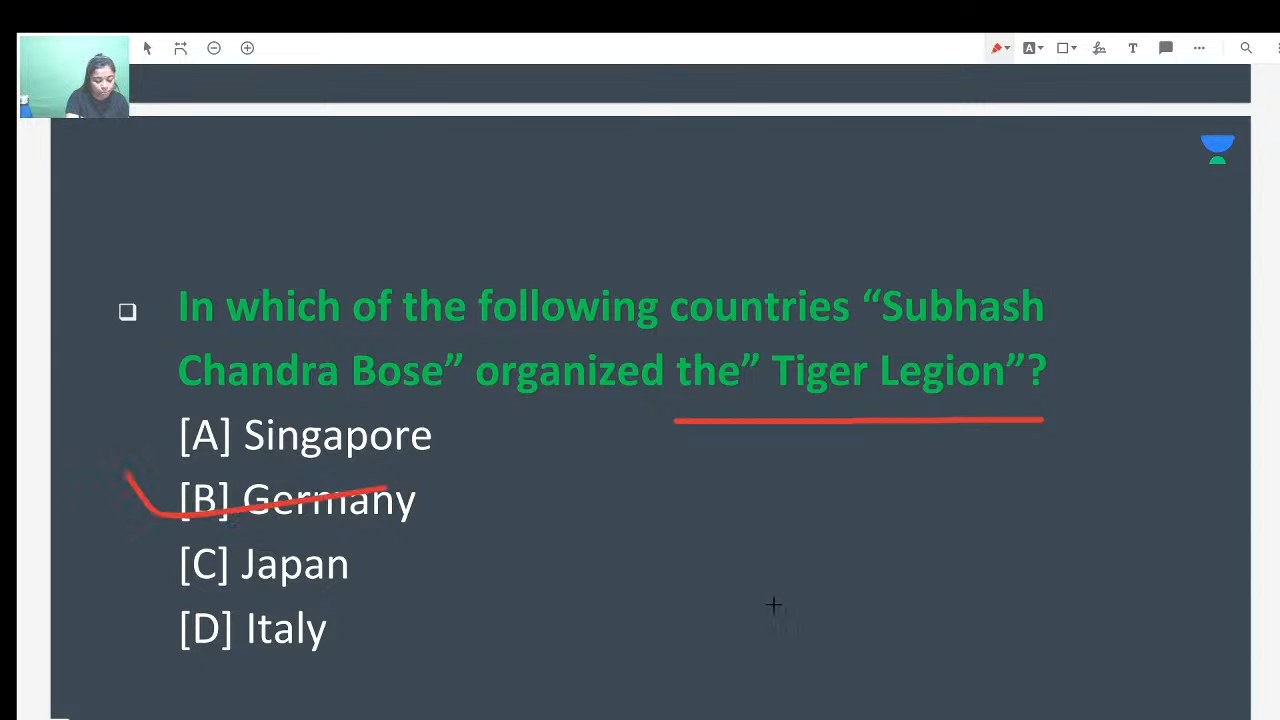 In which of the following countries “Subhash
Chandra Bose” organized the” Tiger Legion”?
[A] Singapore
[B] Germany
[C] Japan
[D] Italy